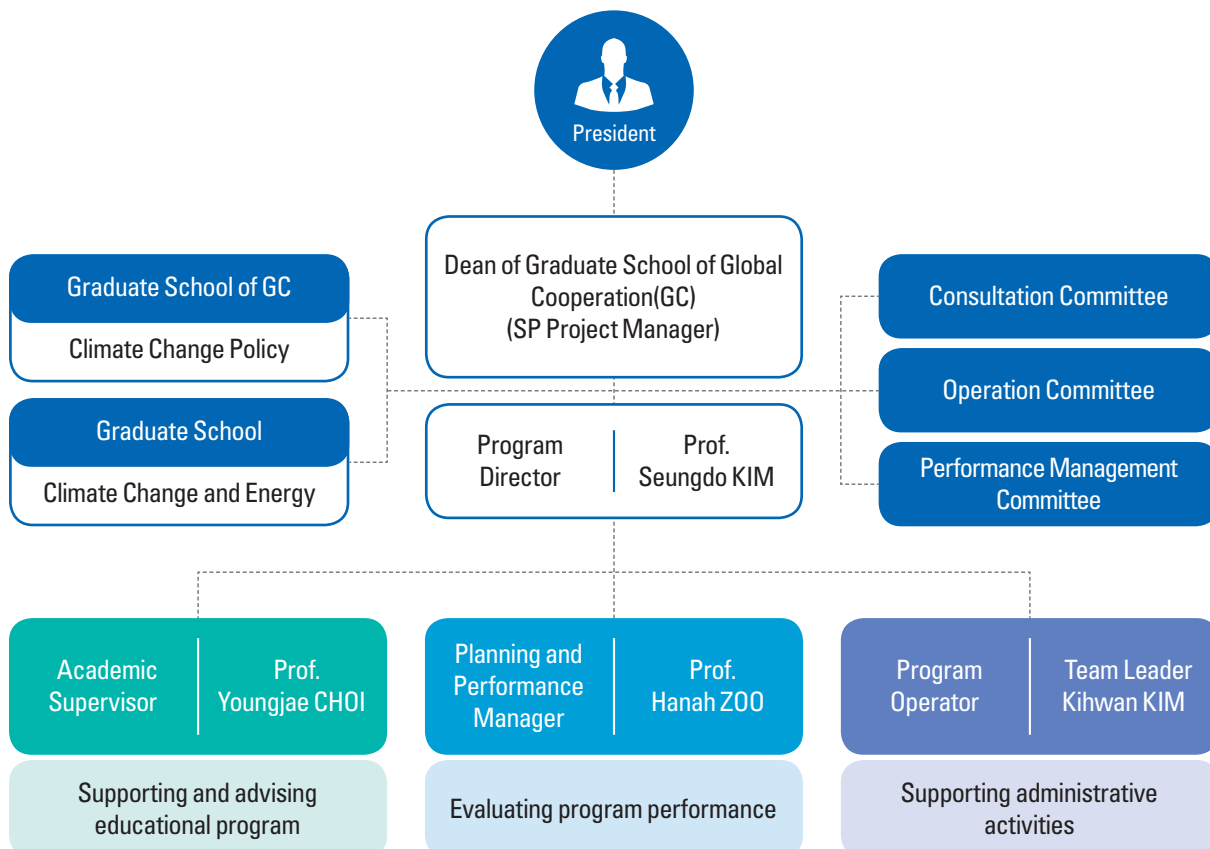 President
Dean of Graduate School of Global
Cooperation(GC)
(SP Project Manager)
Graduate School of GC
Climate Change Policy
Graduate School
Climate Change and Energy
Consultation Committee
Operation Committee
Performance Management
Committee
Program
Director
Prof.
Seungdo KIM
Academic
Supervisor
Prof.
Youngjae CHOI
Supporting and advising
educational program
Planning and
Performance
Manager
Prof.
Hanah ZOO
Evaluating program performance
Program
Operator
Team Leader
Kihwan KIM
Supporting administrative
activities